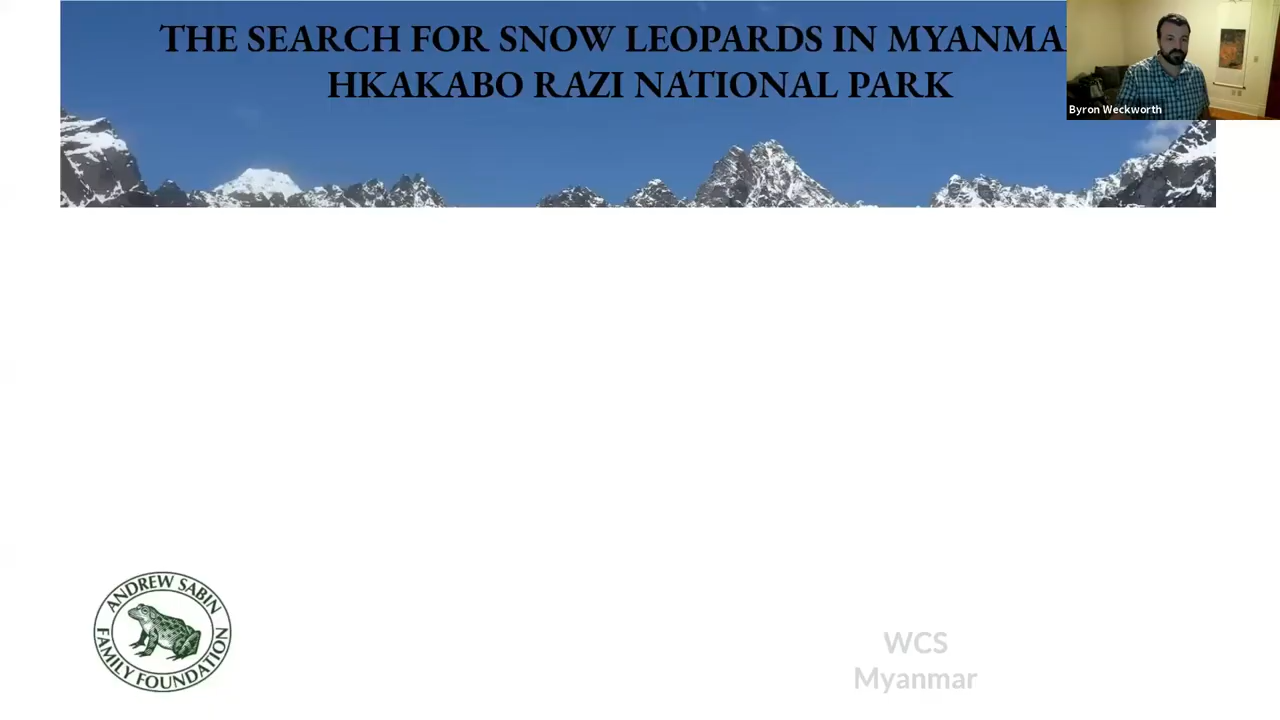 THE SEARCH FOR SNOW LEOPARDS IN MYANMA
HKAKABO RAZI NATIONAL PARK
Byron Weckworth
ANDREW SABIN
FAMILY FOUNDATION
WCS
Myanmar